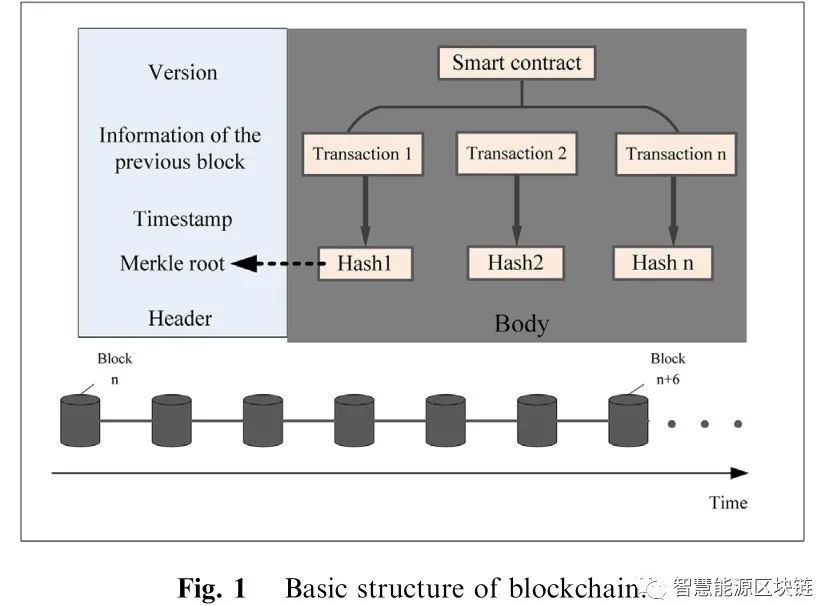 Version
Information of the
previous block
Timestamp
Merkle root
Header
Smart contract
Transaction 1
Transaction 2
Transaction n
Hash1
Hash2
Hash n
Body
Block
n
Block
n+6
Time
Fig. 1 Basic structure of blockchain.
智慧能源区块链